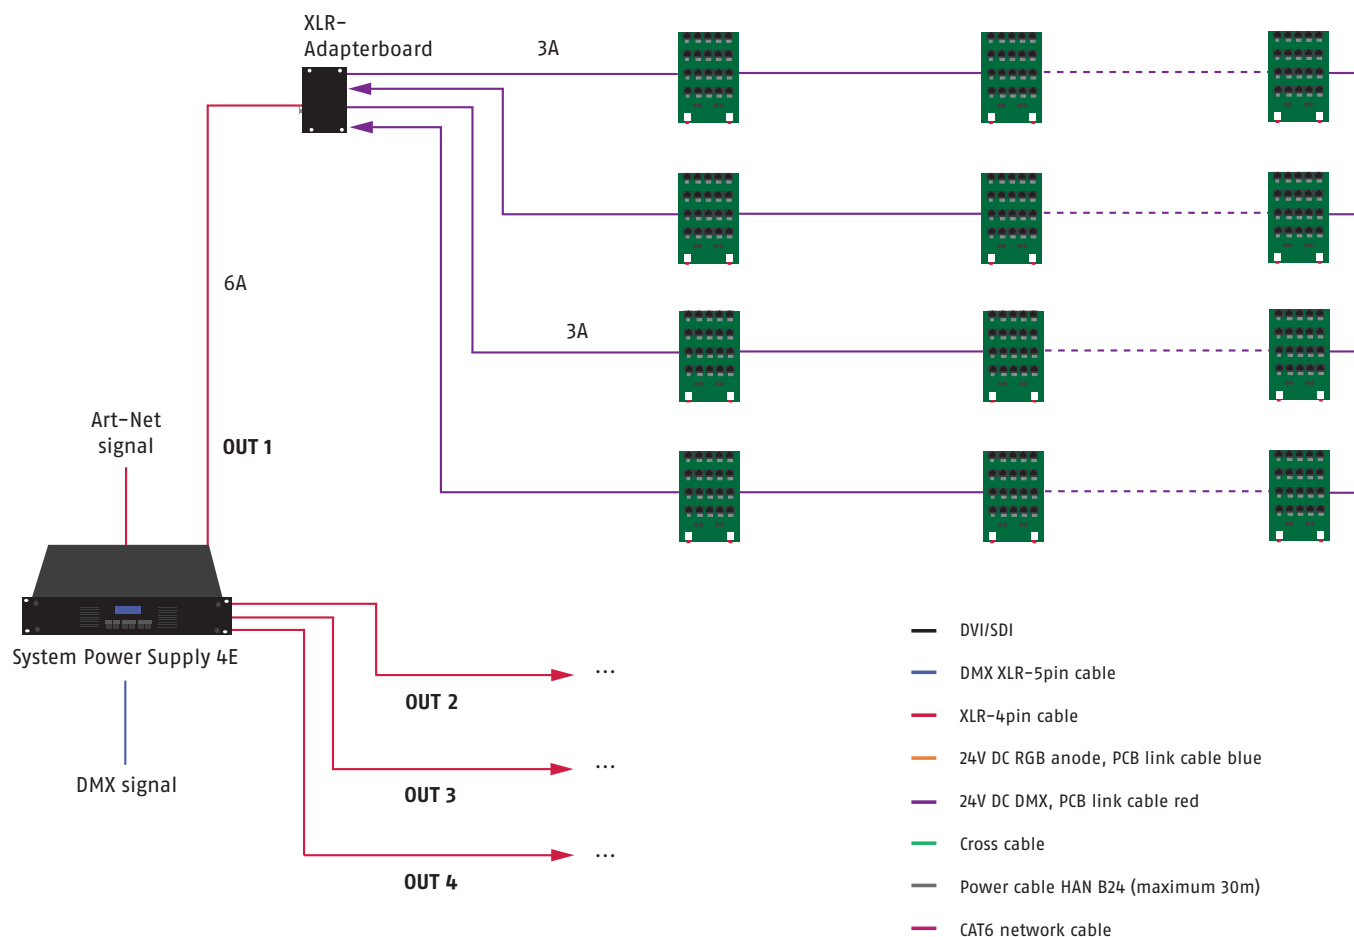 XLR-
Adapterboard
3A
6A
3A
Art-Net
signal
OUT 1
System Power Supply 4E
DMX signal
OUT 2
...
OUT 3
...
OUT 4
...
DVI/SDI
DMX XLR-5pin cable
XLR-4pin cable
24V DC RGB anode, PCB link cable blue
24V DC DMX, PCB link cable red
Cross cable
Power cable HAN B24 (maximum 30m)
CAT6 network cable